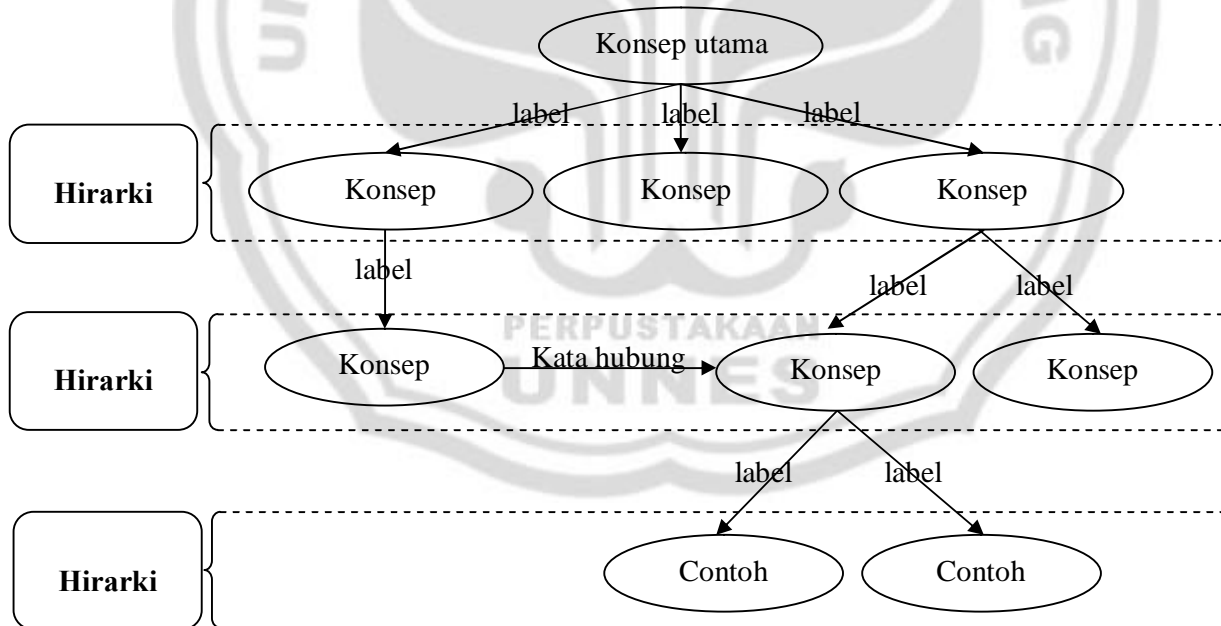 Konsep utama
label label label
Hirarki Konsep Konsep Konsep
label label label
PERPUSTAKAAN
Hirarki Konsep Kata hubung Konsep Konsep
UNNES
label label
Hirarki Contoh Contoh